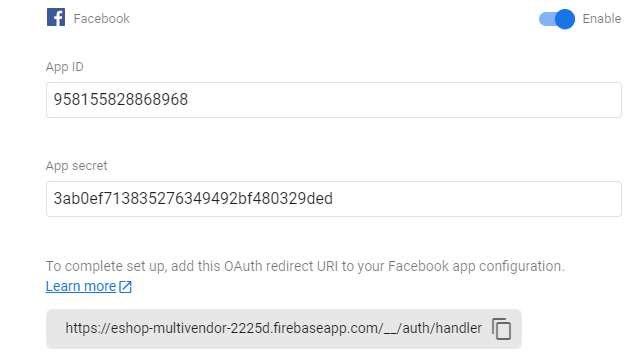 Facebook
Enable
App ID
958155828868968
App secret
3ab0ef713835276349492bf480329ded
To complete set up, add this OAuth redirect URI to your Facebook app configuration.
Learn more
https://eshop-multivendor-2225d.firebaseapp.com/__/auth/handler